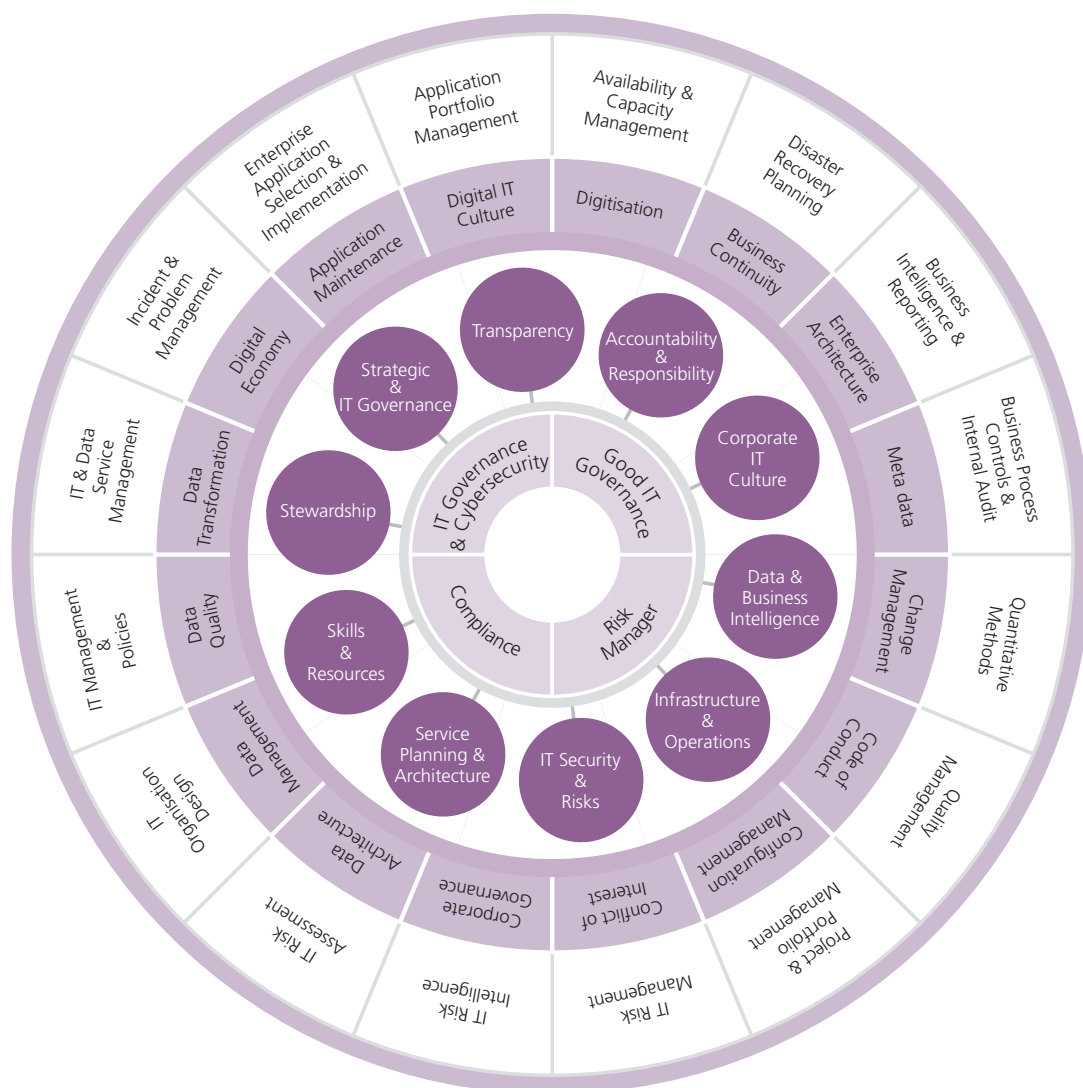 Application
Portfolio
Management
Availability &
Capacity
Management
Disaster
Recovery
Planning
Business
Intelligence &
Reporting
Business Process
Controls &
Internal Audit
Quantitative
Methods
Quality
Management
Project &
Portfolio
Management
IT Risk
Management
IT Risk
Intelligence
IT Risk
Assessment
IT
Organisation
Design
IT Management
&
Policies
IT & Data
Service
Management
Incident &
Problem
Management
Enterprise
Application
Selection &
Implementation
Digital IT
Culture
Digitisation
Business
Continuity
Enterprise
Architecture
Meta data
Change
Management
Code of
Conduct
Configuration
Management
Conflict of
Interest
Corporate
Governance
Data
Architecture
Data
Management
Data
Quality
Data
Transformation
Digital
Economy
Application
Maintenance
Transparency
Accountability
&
Responsibility
Corporate
IT
Culture
Data &
Business
Intelligence
Infrastructure
&
Operations
IT Security
&
Risks
Service
Planning &
Architecture
Skills
&
Resources
Stewardship
Strategic
&
IT Governance
IT Governance
& Cybersecurity
Good IT
Governance
Risk
Manager
Compliance